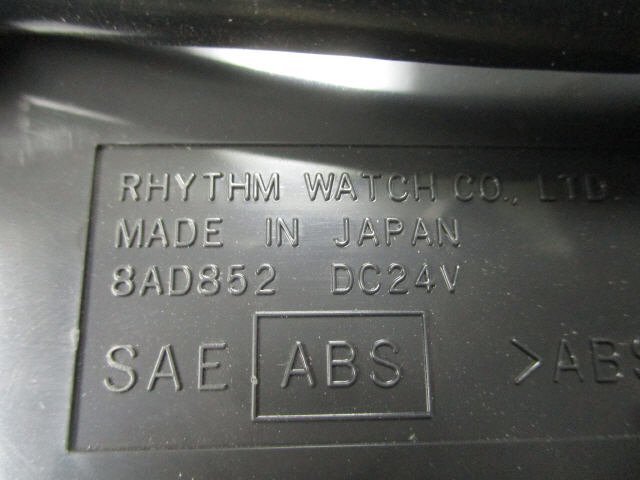 RHYTHM WATCH CO., LTD.
MADE IN JAPAN
8AD852 DC24V
SAE ABS >ABS